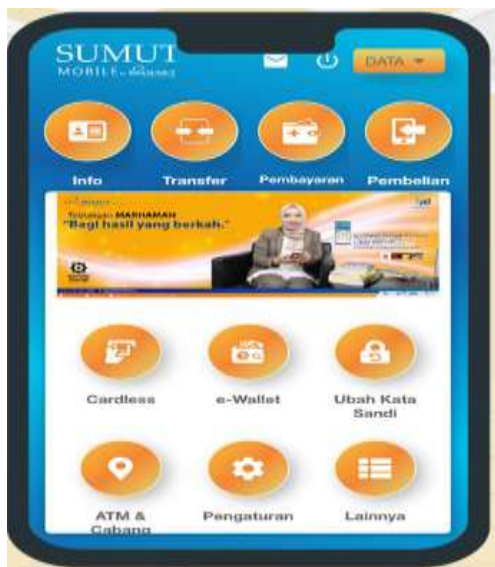 SUMUT
MOBILE
DATA
Info
Transfer
Pembayaran
Pembelian
Tabungan MARHAMAH
"Bagi hasil yang berkah."
Cardless
e-Wallet
Ubah Kata
Sandi
ATM &
Cabang
Pengaturan
Lainnya